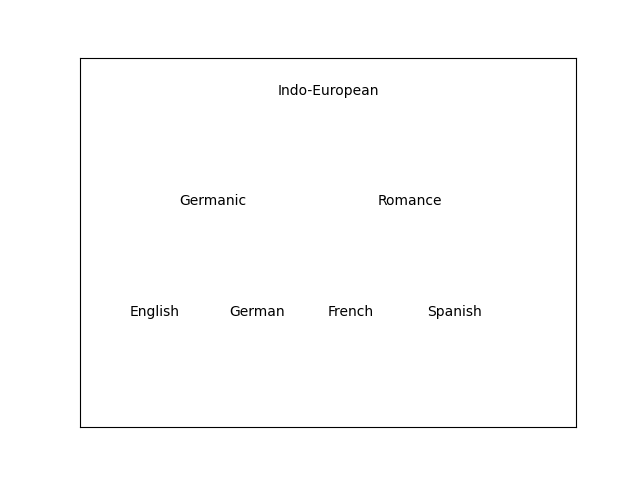 Indo-European
Germanic Romance
English German French Spanish